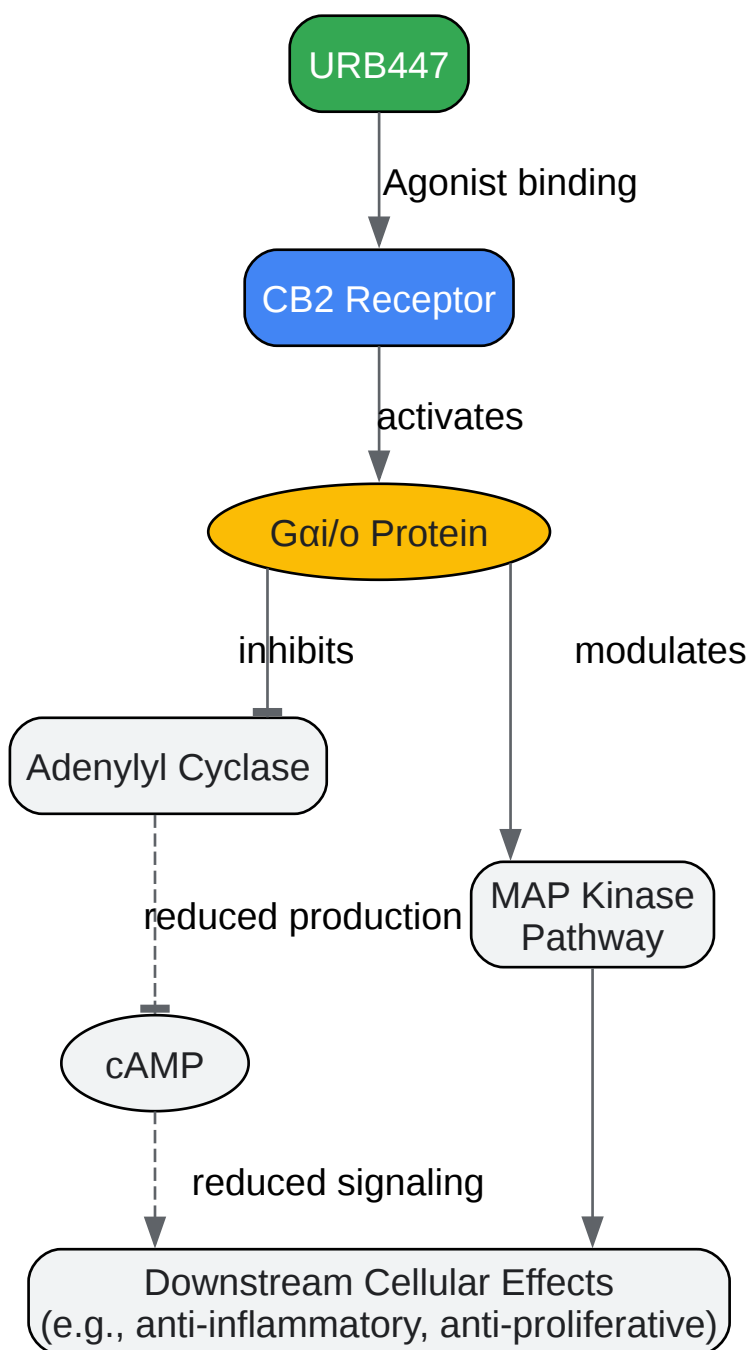 URB447
Agonist binding
CB2 Receptor
activates
Gαi/o Protein
inhibits
modulates
Adenylyl Cyclase
reduced production
MAP Kinase
Pathway
cAMP
reduced signaling
Downstream Cellular Effects
(e.g., anti-inflammatory, anti-proliferative)